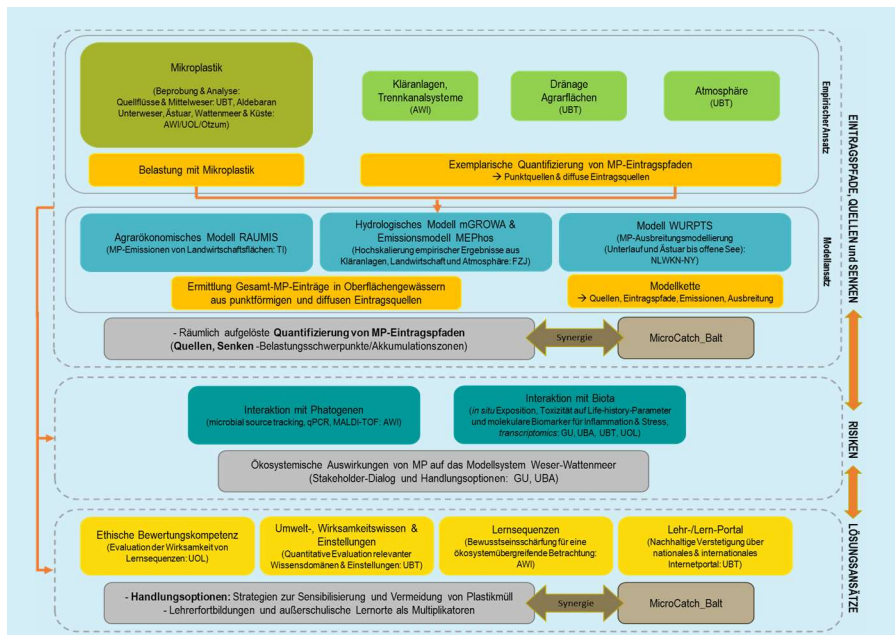 Mikroplastik
(Beprobung & Analyse:
Quellflüsse & Mittelweser: UBT, Aldebaran
Unterweser, Ästuar, Wattenmeer & Küste:
AWI/UOL/Otzum)
Kläranlagen,
Trennkanalsysteme
(AWI)
Dränage
Agrarflächen
(UBT)
Atmosphäre
(UBT)
Empirischer Ansatz
Belastung mit Mikroplastik
Exemplarische Quantifizierung von MP-Eintragspfaden
→ Punktquellen & diffuse Eintragsquellen
Agrarökonomisches Modell RAUMIS
(MP-Emissionen von Landwirtschaftsflächen: TI)
Hydrologisches Modell mGROWA &
Emissionsmodell MEPhos
(Hochskalierung empirischer Ergebnisse aus
Kläranlagen, Landwirtschaft und Atmosphäre: FZJ)
Modell WURPTS
(MP-Ausbreitungsmodellierung
(Unterlauf und Ästuar bis offene See):
NLWKN-NY)
Modellansatz
Ermittlung Gesamt-MP-Einträge in Oberflächengewässern
aus punktförmigen und diffusen Eintragsquellen
Modellkette
→ Quellen, Eintragspfade, Emissionen, Ausbreitung
- Räumlich aufgelöste Quantifizierung von MP-Eintragspfaden
(Quellen, Senken -Belastungsschwerpunkte/Akkumulationszonen)
Synergie
MicroCatch_Balt
EINTRAGSPFADE, QUELLEN und SENKEN
Interaktion mit Phatogenen
(microbial source tracking, qPCR, MALDI-TOF: AWI)
Interaktion mit Biota
(in situ Exposition, Toxizität auf Life-history-Parameter
und molekulare Biomarker für Inflammation & Stress,
transcriptomics: GU, UBA, UBT, UOL)
Ökosystemische Auswirkungen von MP auf das Modellsystem Weser-Wattenmeer
(Stakeholder-Dialog und Handlungsoptionen: GU, UBA)
RISIKEN
Ethische Bewertungskompetenz
(Evaluation der Wirksamkeit von
Lernsequenzen: UOL)
Umwelt-, Wirksamkeitswissen &
Einstellungen
(Quantitative Evaluation relevanter
Wissensdomänen & Einstellungen: UBT)
Lernsequenzen
(Bewusstseinsschärfung für eine
ökosystemübergreifende Betrachtung:
AWI)
Lehr-/Lern-Portal
(Nachhaltige Verstetigung über
nationales & internationales
Internetportal: UBT)
- Handlungsoptionen: Strategien zur Sensibilisierung und Vermeidung von Plastikmüll
- Lehrerfortbildungen und außerschulische Lernorte als Multiplikatoren
Synergie
MicroCatch_Balt
LÖSUNGSANSÄTZE